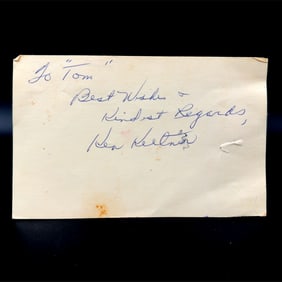 To "Tom"
Best Wishes &
Kindest Regards,
Ken Keltner